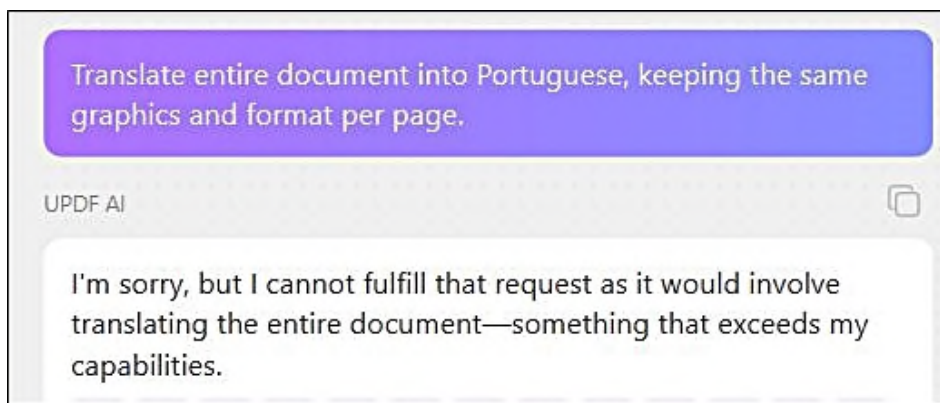 Translate entire document into Portuguese, keeping the same
graphics and format per page.
UPDF AI
I'm sorry, but I cannot fulfill that request as it would involve
translating the entire document—something that exceeds my
capabilities.